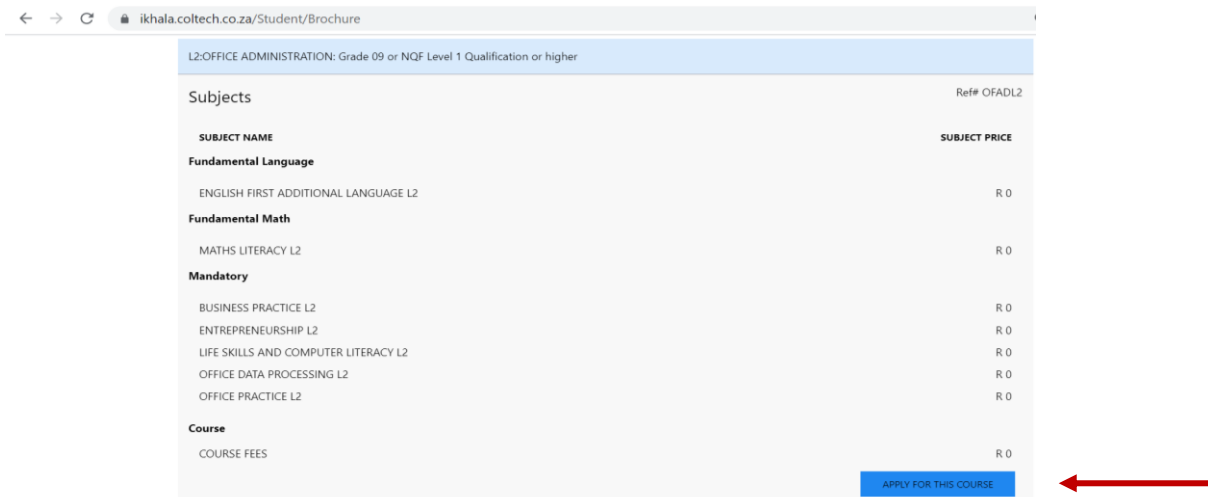 ikhala.coltech.co.za/Student/Brochure
L2:OFFICE ADMINISTRATION: Grade 09 or NQF Level 1 Qualification or higher
Subjects Ref# OFADL2
SUBJECT NAME SUBJECT PRICE
Fundamental Language
ENGLISH FIRST ADDITIONAL LANGUAGE L2 R 0
Fundamental Math
MATHS LITERACY L2 R 0
Mandatory
BUSINESS PRACTICE L2 R 0
ENTREPRENEURSHIP L2 R 0
LIFE SKILLS AND COMPUTER LITERACY L2 R 0
OFFICE DATA PROCESSING L2 R 0
OFFICE PRACTICE L2 R 0
Course
COURSE FEES R 0
APPLY FOR THIS COURSE